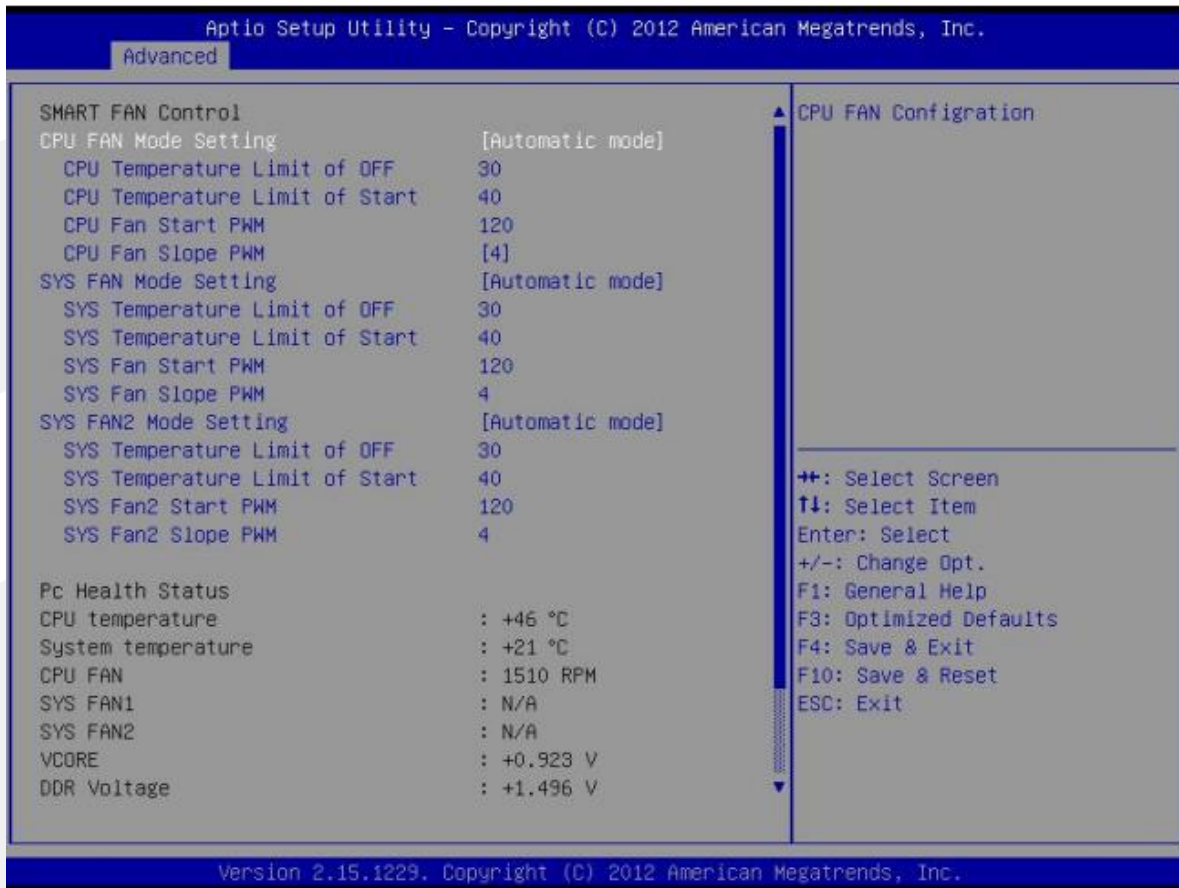 Aptio Setup Utility – Copyright (C) 2012 American Megatrends, Inc.
Advanced
SMART FAN Control
CPU FAN Mode Setting [Automatic mode]
CPU Temperature Limit of OFF 30
CPU Temperature Limit of Start 40
CPU Fan Start PWM 120
CPU Fan Slope PWM [4]
SYS FAN Mode Setting [Automatic mode]
SYS Temperature Limit of OFF 30
SYS Temperature Limit of Start 40
SYS Fan Start PWM 120
SYS Fan Slope PWM 4
SYS FAN2 Mode Setting [Automatic mode]
SYS Temperature Limit of OFF 30
SYS Temperature Limit of Start 40
SYS Fan2 Start PWM 120
SYS Fan2 Slope PWM 4
Pc Health Status
CPU temperature : +46 °C
System temperature : +21 °C
CPU FAN : 1510 RPM
SYS FAN1 : N/A
SYS FAN2 : N/A
VCORE : +0.923 V
DDR Voltage : +1.496 V
CPU FAN Configration
→←: Select Screen
↑↓: Select Item
Enter: Select
+/-: Change Opt.
F1: General Help
F3: Optimized Defaults
F4: Save & Exit
F10: Save & Reset
ESC: Exit
Version 2.15.1229. Copyright (C) 2012 American Megatrends, Inc.